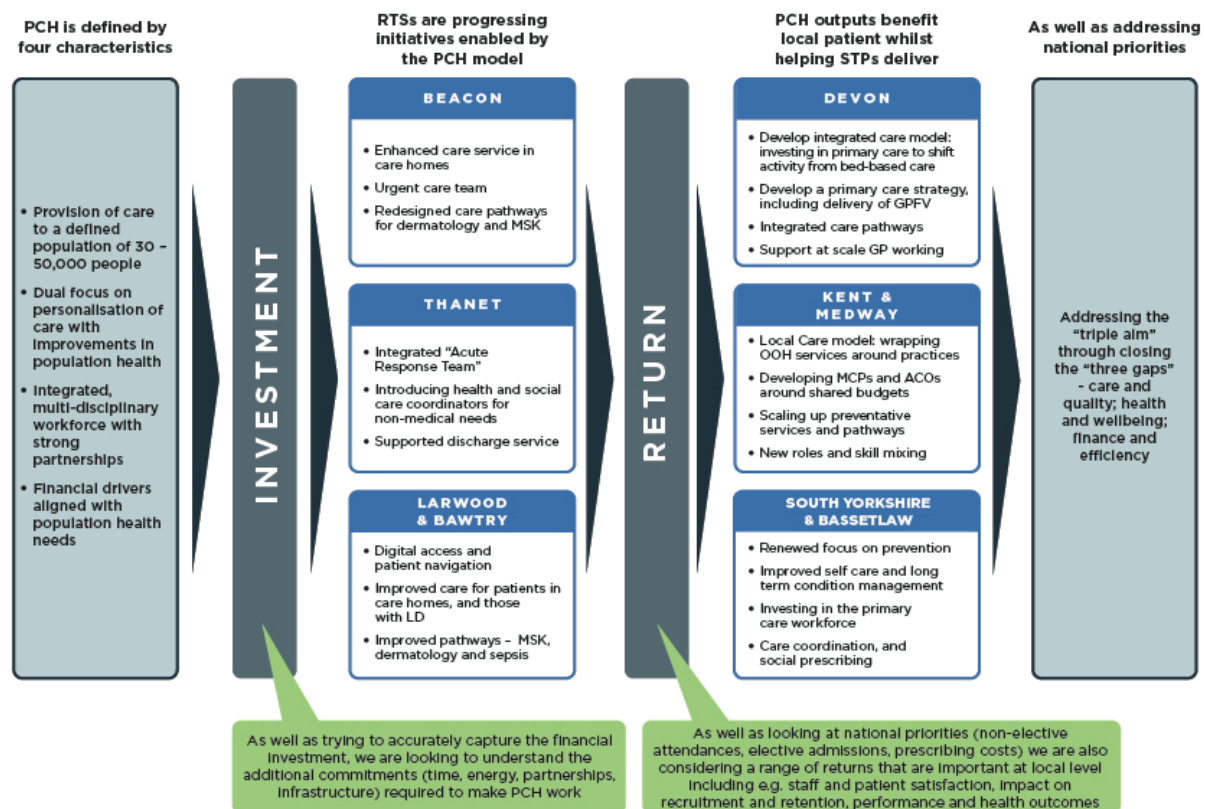 PCH is defined by
four characteristics
RTSs are progressing
initiatives enabled by
the PCH model
PCH outputs benefit
local patient whilst
helping STPs deliver
As well as addressing
national priorities
• Provision of care
to a defined
population of 30 –
50,000 people
• Dual focus on
personalisation of
care with
improvements in
population health
• Integrated,
multi-disciplinary
workforce with
strong
partnerships
• Financial drivers
aligned with
population health
needs
INVESTMENT
BEACON
• Enhanced care service in
care homes
• Urgent care team
• Redesigned care pathways
for dermatology and MSK
THANET
• Integrated “Acute
Response Team”
• Introducing health and social
care coordinators for
non-medical needs
• Supported discharge service
LARWOOD
& BAWTRY
• Digital access and
patient navigation
• Improved care for patients in
care homes, and those
with LD
• Improved pathways – MSK,
dermatology and sepsis
RETURN
DEVON
• Develop integrated care model:
investing in primary care to shift
activity from bed-based care
• Develop a primary care strategy,
including delivery of GPFV
• Integrated care pathways
• Support at scale GP working
KENT &
MEDWAY
• Local Care model: wrapping
OOH services around practices
• Developing MCPs and ACOs
around shared budgets
• Scaling up preventative
services and pathways
• New roles and skill mixing
SOUTH YORKSHIRE
& BASSETLAW
• Renewed focus on prevention
• Improved self care and long
term condition management
• Investing in the primary
care workforce
• Care coordination, and
social prescribing
Addressing the
“triple aim”
through closing
the “three gaps”
- care and
quality; health
and wellbeing;
finance and
efficiency
As well as trying to accurately capture the financial
investment, we are looking to understand the
additional commitments (time, energy, partnerships,
infrastructure) required to make PCH work
As well as looking at national priorities (non-elective
attendances, elective admissions, prescribing costs) we are also
considering a range of returns that are important at local level
including e.g. staff and patient satisfaction, impact on
recruitment and retention, performance and health outcomes